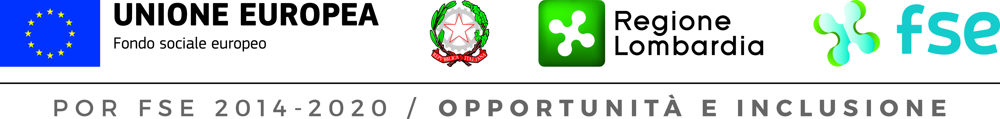 UNIONE EUROPEA
Fondo sociale europeo
REPVBBLICA ITALIANA
Regione
Lombardia
fse
POR FSE 2014-2020 / OPPORTUNITÀ E INCLUSIONE